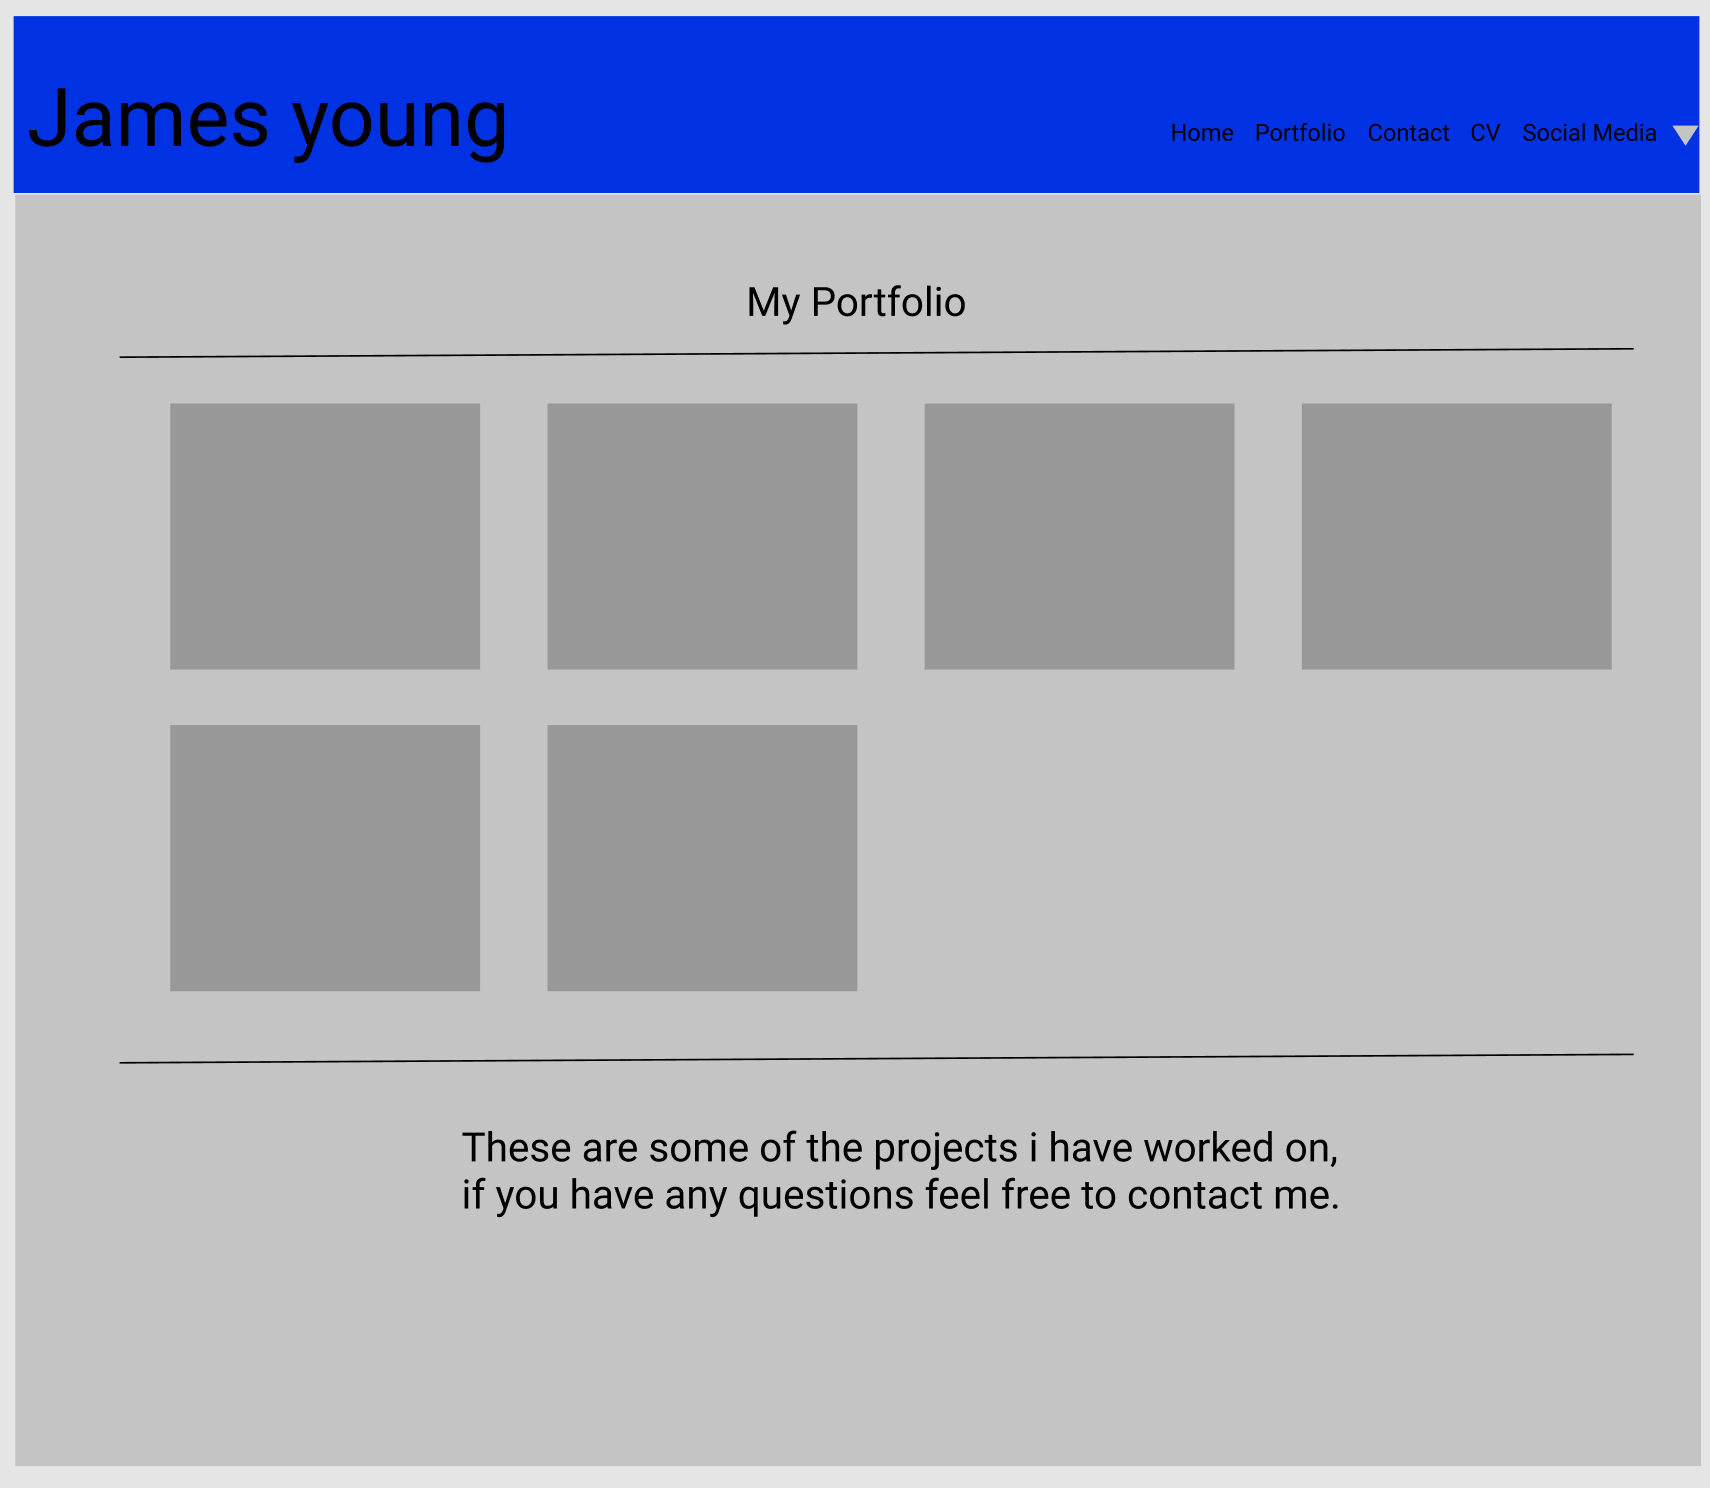 James young
Home Portfolio Contact CV Social Media
My Portfolio
These are some of the projects i have worked on,
if you have any questions feel free to contact me.